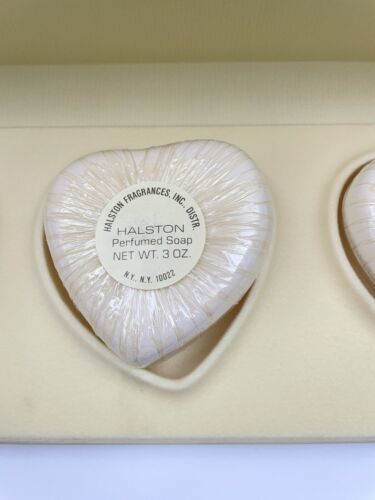 HALSTON FRAGRANCES, INC., DISTR.
HALSTON
Perfumed Soap
NET WT. 3 OZ.
N.Y., N.Y. 10022